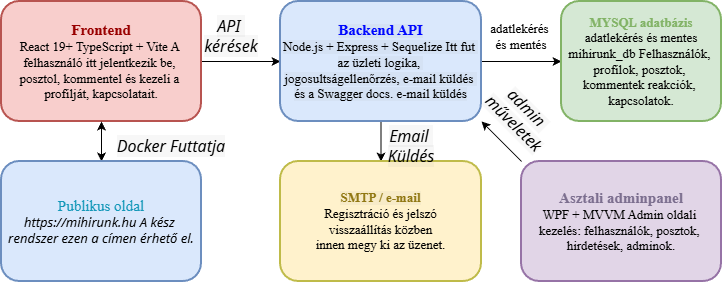 Frontend
React 19+ TypeScript + Vite A
felhasználó itt jelentkezik be,
posztol, kommentel és kezeli a
profilját, kapcsolatait.
API
kérések
Backend API
Node.js + Express + Sequelize Itt fut
az üzleti logika,
jogosultságellenőrzés, e-mail küldés
és a Swagger docs. e-mail küldés
adatlekérés
és mentés
MYSQL adatbázis
adatlekérés és mentes
mihirunk_db Felhasználók,
profilok, posztok,
kommentek reakciók,
kapcsolatok.
Docker Futtatja
Email
Küldés
admin
műveletek
Publikus oldal
https://mihirunk.hu A kész
rendszer ezen a címen érhető el.
SMTP / e-mail
Regisztráció és jelszó
visszaállítás közben
innen megy ki az üzenet.
Asztali adminpanel
WPF + MVVM Admin oldali
kezelés: felhasználók, posztok,
hirdetések, adminok.